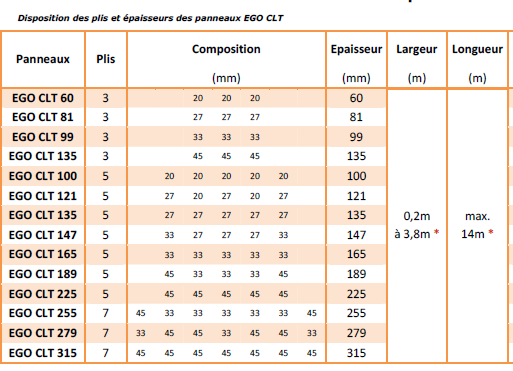 Disposition des plis et épaisseurs des panneaux EGO CLT
Panneaux Plis Composition (mm) Epaisseur (mm) Largeur (m) Longueur (m)
EGO CLT 60 3 20 20 20 60
EGO CLT 81 3 27 27 27 81
EGO CLT 99 3 33 33 33 99
EGO CLT 135 3 45 45 45 135
EGO CLT 100 5 20 20 20 20 20 100
EGO CLT 121 5 27 20 27 20 27 121
EGO CLT 135 5 27 27 27 27 27 135 0,2m max.
EGO CLT 147 5 33 27 27 27 33 147 à 3,8m * 14m *
EGO CLT 165 5 33 33 33 33 33 165
EGO CLT 189 5 45 33 33 33 45 189
EGO CLT 225 5 45 45 45 45 45 225
EGO CLT 255 7 45 33 33 33 33 33 45 255
EGO CLT 279 7 33 45 45 33 45 45 33 279
EGO CLT 315 7 45 45 45 45 45 45 45 315